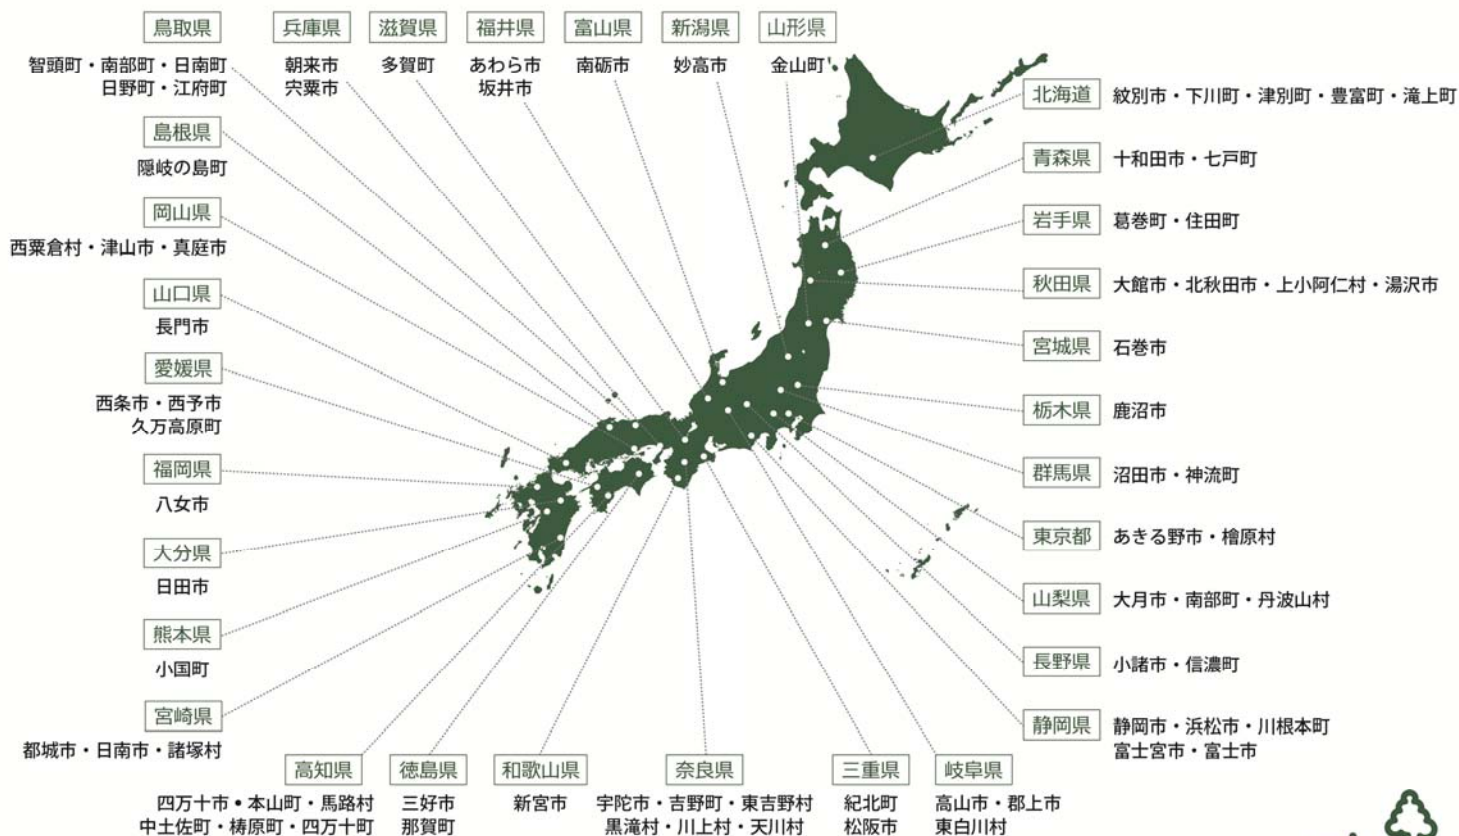 鳥取県
智頭町・南部町・日南町
日野町・江府町
兵庫県
朝来市
宍粟市
滋賀県
多賀町
福井県
あわら市
坂井市
富山県
南砺市
新潟県
妙高市
山形県
金山町
北海道
紋別市・下川町・津別町・豊富町・滝上町
青森県
十和田市・七戸町
岩手県
葛巻町・住田町
秋田県
大館市・北秋田市・上小阿仁村・湯沢市
宮城県
石巻市
栃木県
鹿沼市
群馬県
沼田市・神流町
東京都
あきる野市・檜原村
山梨県
大月市・南部町・丹波山村
長野県
小諸市・信濃町
静岡県
静岡市・浜松市・川根本町
富士宮市・富士市
島根県
隠岐の島町
岡山県
西粟倉村・津山市・真庭市
山口県
長門市
愛媛県
西条市・西予市
久万高原町
福岡県
八女市
大分県
日田市
熊本県
小国町
宮崎県
都城市・日南市・諸塚村
高知県
四万十市•本山町・馬路村
中土佐町・梼原町・四万十町
徳島県
三好市
那賀町
和歌山県
新宮市
奈良県
宇陀市・吉野町・東吉野村
黒滝村・川上村・天川村
三重県
紀北町
松阪市
岐阜県
高山市・郡上市
東白川村